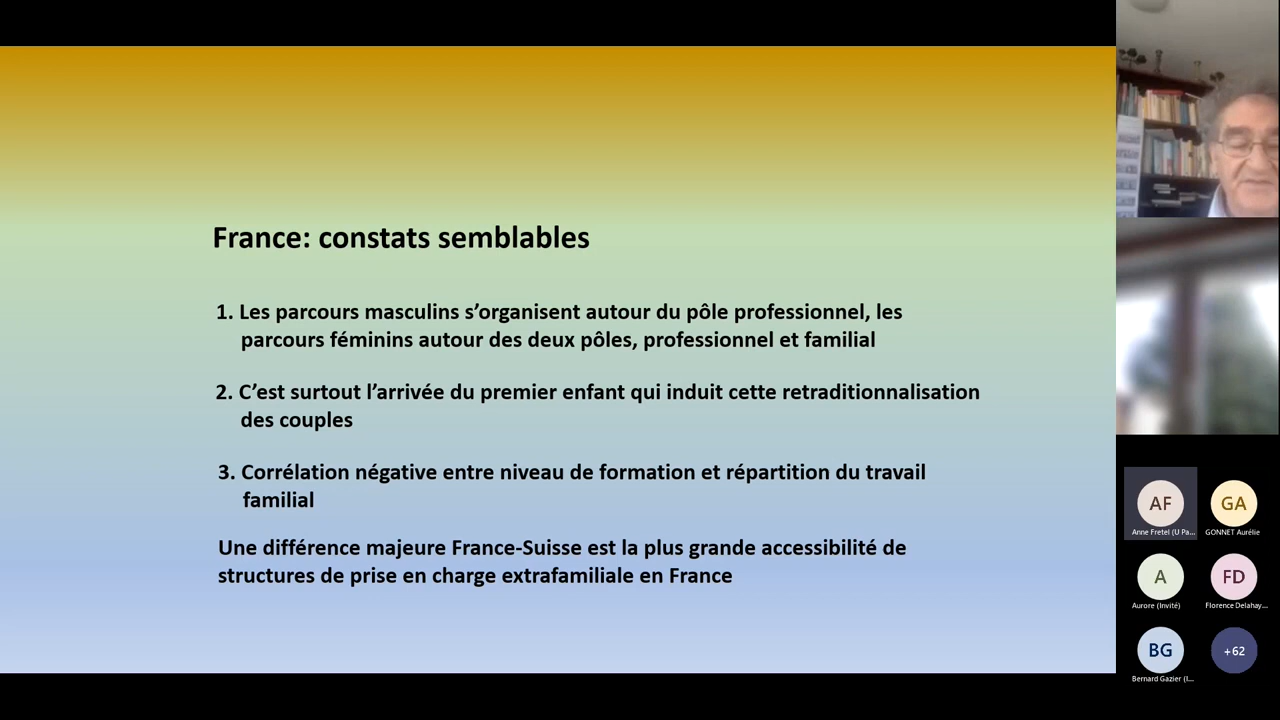 France: constats semblables
1. Les parcours masculins s’organisent autour du pôle professionnel, les
parcours féminins autour des deux pôles, professionnel et familial
2. C’est surtout l’arrivée du premier enfant qui induit cette retraditionnalisation
des couples
3. Corrélation négative entre niveau de formation et répartition du travail
familial
Une différence majeure France-Suisse est la plus grande accessibilité de
structures de prise en charge extrafamiliale en France
AF
GA
Anne Fretel (U Pa...
GONNET Aurélie
A
FD
Aurore (Invité)
Florence Delahay...
BG
+62
Bernard Gazier (I...